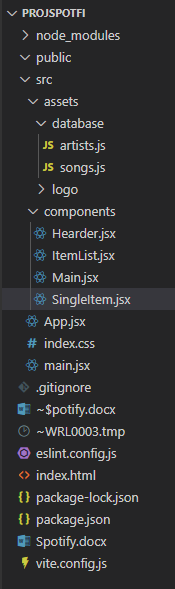 PROJSPOTFI
node_modules
public
src
assets
database
JS artists.js
JS songs.js
logo
components
Hearder.jsx
ItemList.jsx
Main.jsx
SingleItem.jsx
App.jsx
# index.css
main.jsx
.gitignore
~$potify.docx
~WRL0003.tmp
eslint.config.js
<> index.html
{} package-lock.json
{} package.json
Spotify.docx
vite.config.js